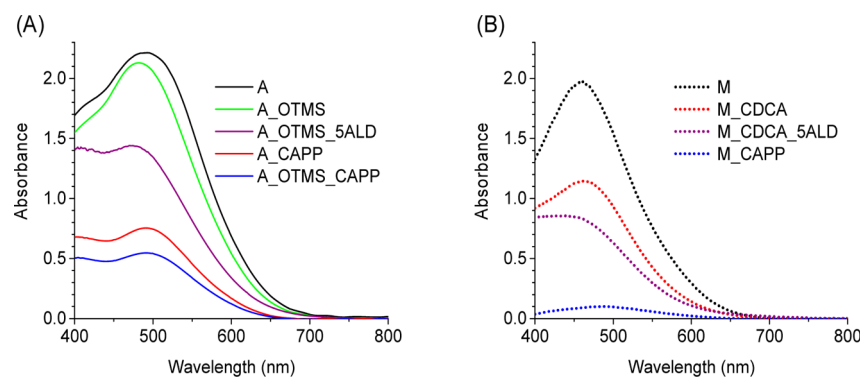 (A)
2.0
1.5
1.0
0.5
0.0
Absorbance
A
A_OTMS
A_OTMS_5ALD
A_CAPP
A_OTMS_CAPP
400 500 600 700 800
Wavelength (nm)
(B)
2.0
1.5
1.0
0.5
0.0
Absorbance
M
M_CDCA
M_CDCA_5ALD
M_CAPP
400 500 600 700 800
Wavelength (nm)